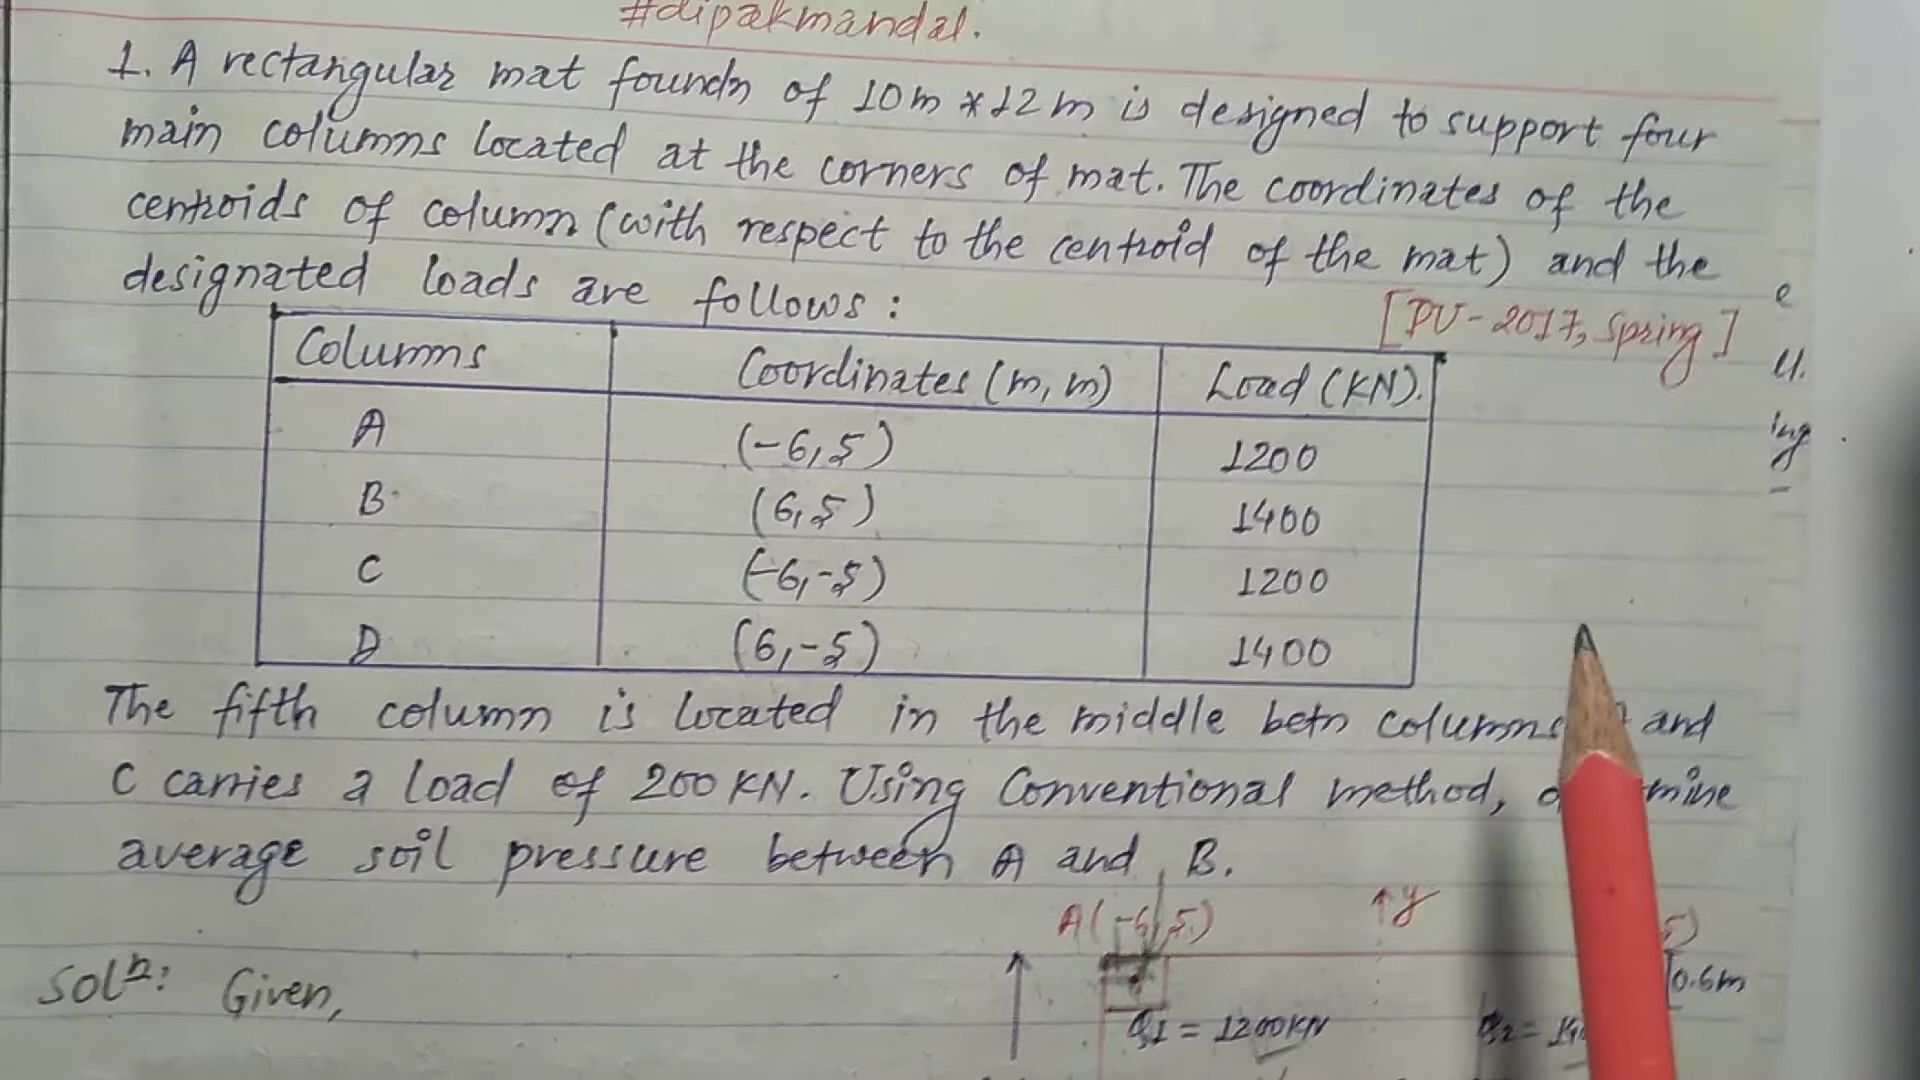 #dipakmandal.
1. A rectangular mat foundn of 10m *12m is designed to support four
main columns located at the corners of mat. The coordinates of the
centroids of column (with respect to the centroid of the mat) and the
designated loads are follows:
[PU-2017, Spring]
Columns Coordinates (m, m) Load (KN).
A (-6,5) 1200
B (6,5) 1400
C (-6,-5) 1200
D (6,-5) 1400
The fifth column is located in the middle betn columns and
C carries a load of 200 KN. Using Conventional method,
average soil pressure between A and B.
A(-6,5) y
Solⁿ: Given,
0.6m
Q1 = 1200KN Q2 =
e
ing